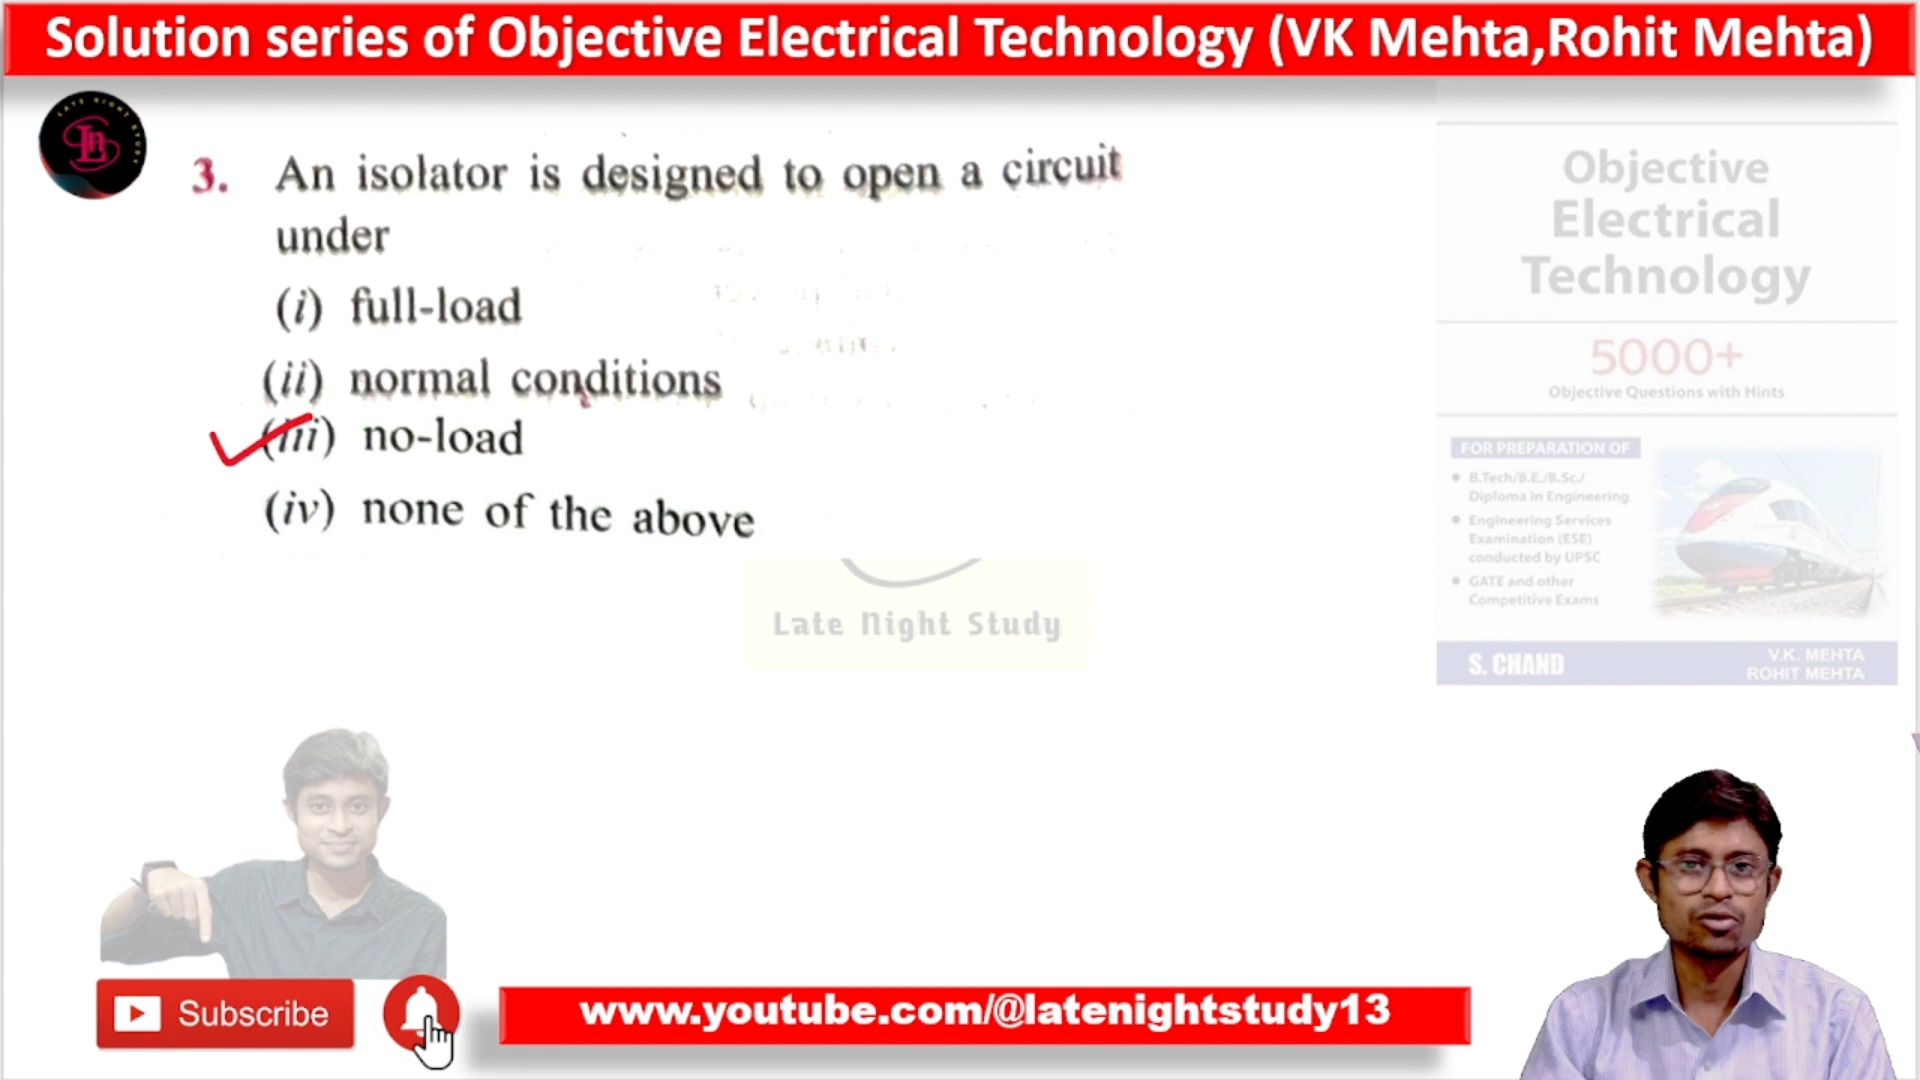 Solution series of Objective Electrical Technology (VK Mehta,Rohit Mehta)
LATE NIGHT STUDY
3. An isolator is designed to open a circuit
under
(i) full-load
(ii) normal conditions
(iii) no-load
(iv) none of the above
Late Night Study
Objective
Electrical
Technology
5000+
Objective Questions with Hints
FOR PREPARATION OF
• B.Tech/B.E./B.Sc./
Diploma in Engineering
• Engineering Services
Examination (ESE)
conducted by UPSC
• GATE and other
Competitive Exams
S. CHAND
V.K. MEHTA
ROHIT MEHTA
Subscribe
www.youtube.com/@latenightstudy13